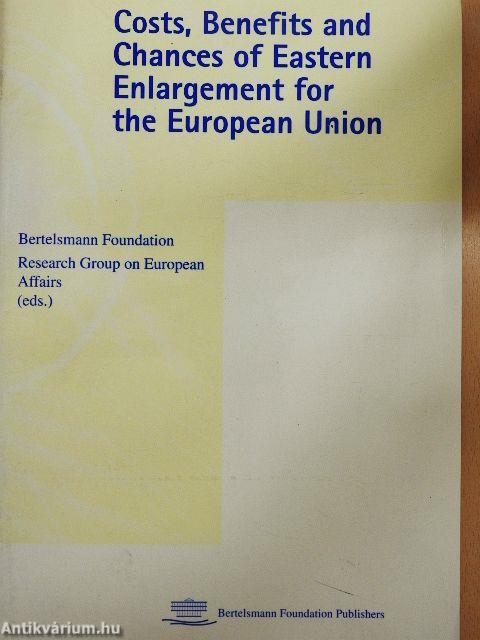 Costs, Benefits and
Chances of Eastern
Enlargement for
the European Union
Bertelsmann Foundation
Research Group on European
Affairs
(eds.)
Bertelsmann Foundation Publishers
Antikvárium.hu